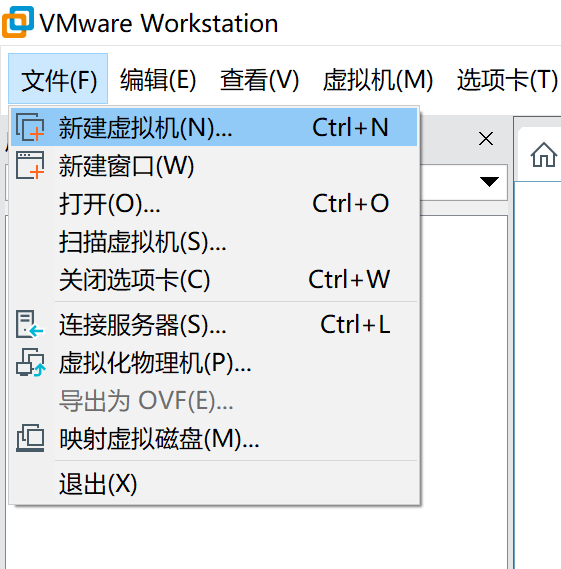 VMware Workstation
文件(F) 编辑(E) 查看(V) 虚拟机(M) 选项卡(T)
新建虚拟机(N)... Ctrl+N
新建窗口(W)
打开(O)... Ctrl+O
扫描虚拟机(S)...
关闭选项卡(C) Ctrl+W
连接服务器(S)... Ctrl+L
虚拟化物理机(P)...
导出为 OVF(E)...
映射虚拟磁盘(M)...
退出(X)